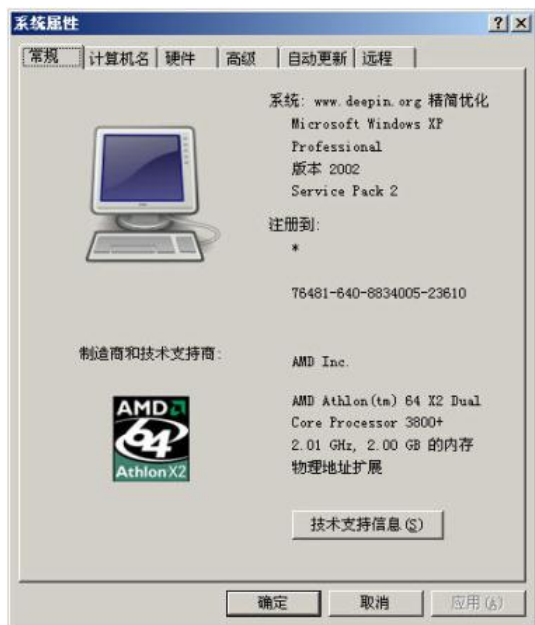 系统属性
常规 计算机名 硬件 高级 自动更新 远程
系统: www.deepin.org 精简优化
Microsoft Windows XP
Professional
版本 2002
Service Pack 2
注册到:
*
76481-640-8834005-23610
制造商和技术支持商:
AMD Inc.
AMD
64
Athlon X2
AMD Athlon(tm) 64 X2 Dual
Core Processor 3800+
2.01 GHz, 2.00 GB 的内存
物理地址扩展
技术支持信息(S)
确定 取消 应用(A)